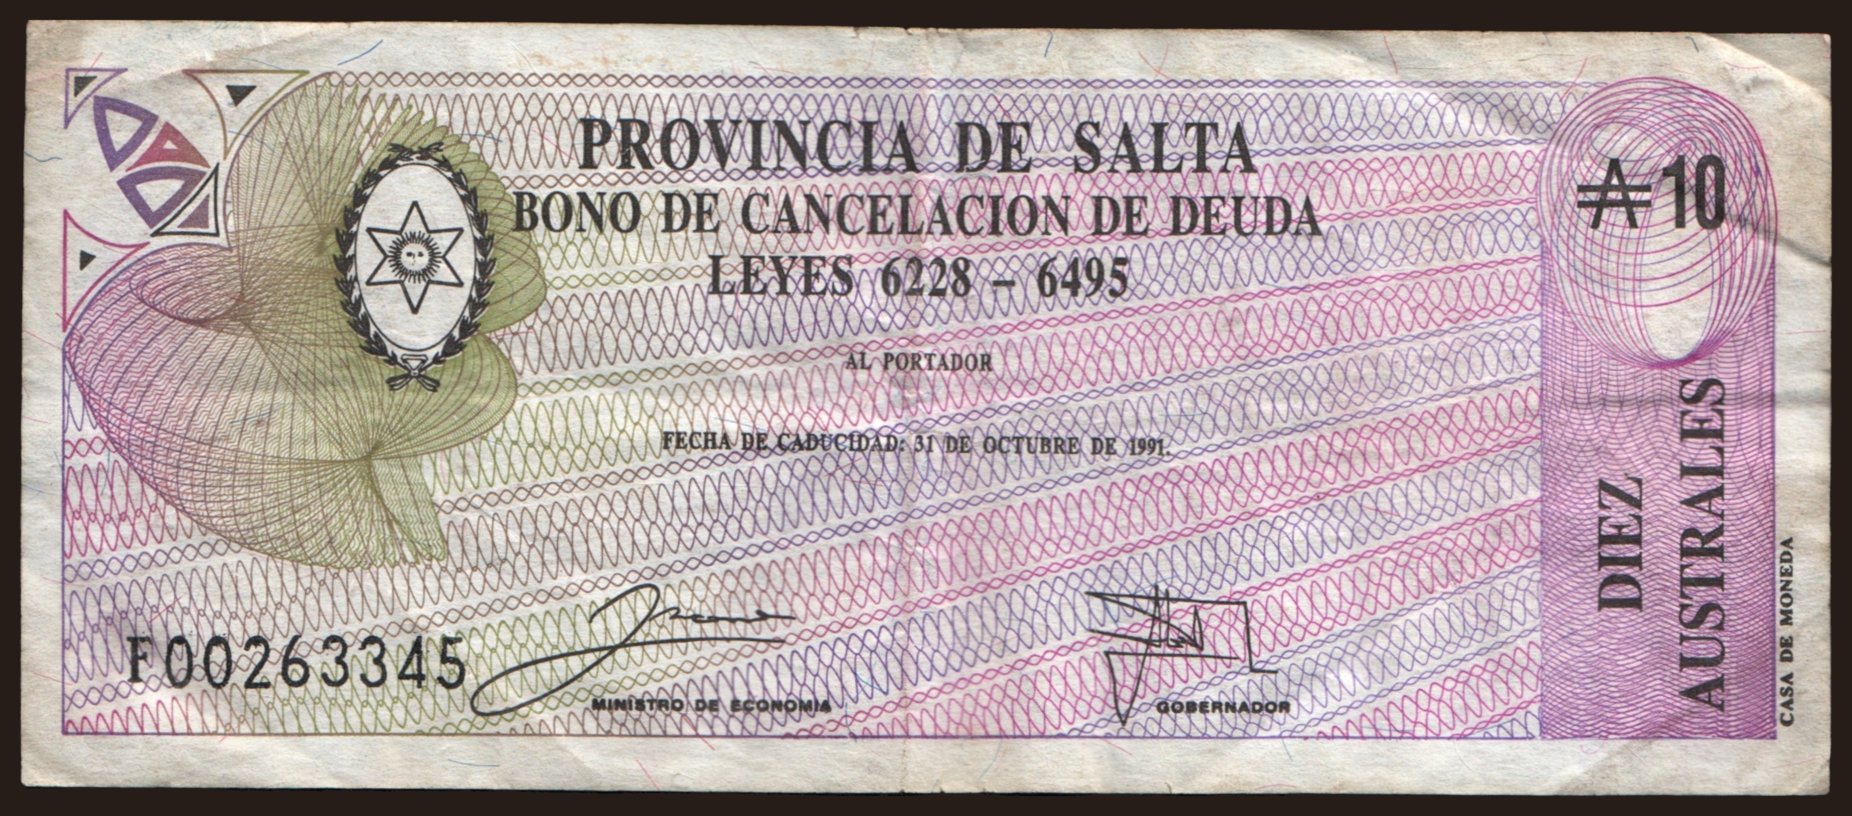 PROVINCIA DE SALTA
BONO DE CANCELACION DE DEUDA
LEYES 6228 - 6495
AL PORTADOR
FECHA DE CADUCIDAD: 31 DE OCTUBRE DE 1991.
₳ 10
DIEZ
AUSTRALES
F00263345
MINISTRO DE ECONOMIA
GOBERNADOR
CASA DE MONEDA